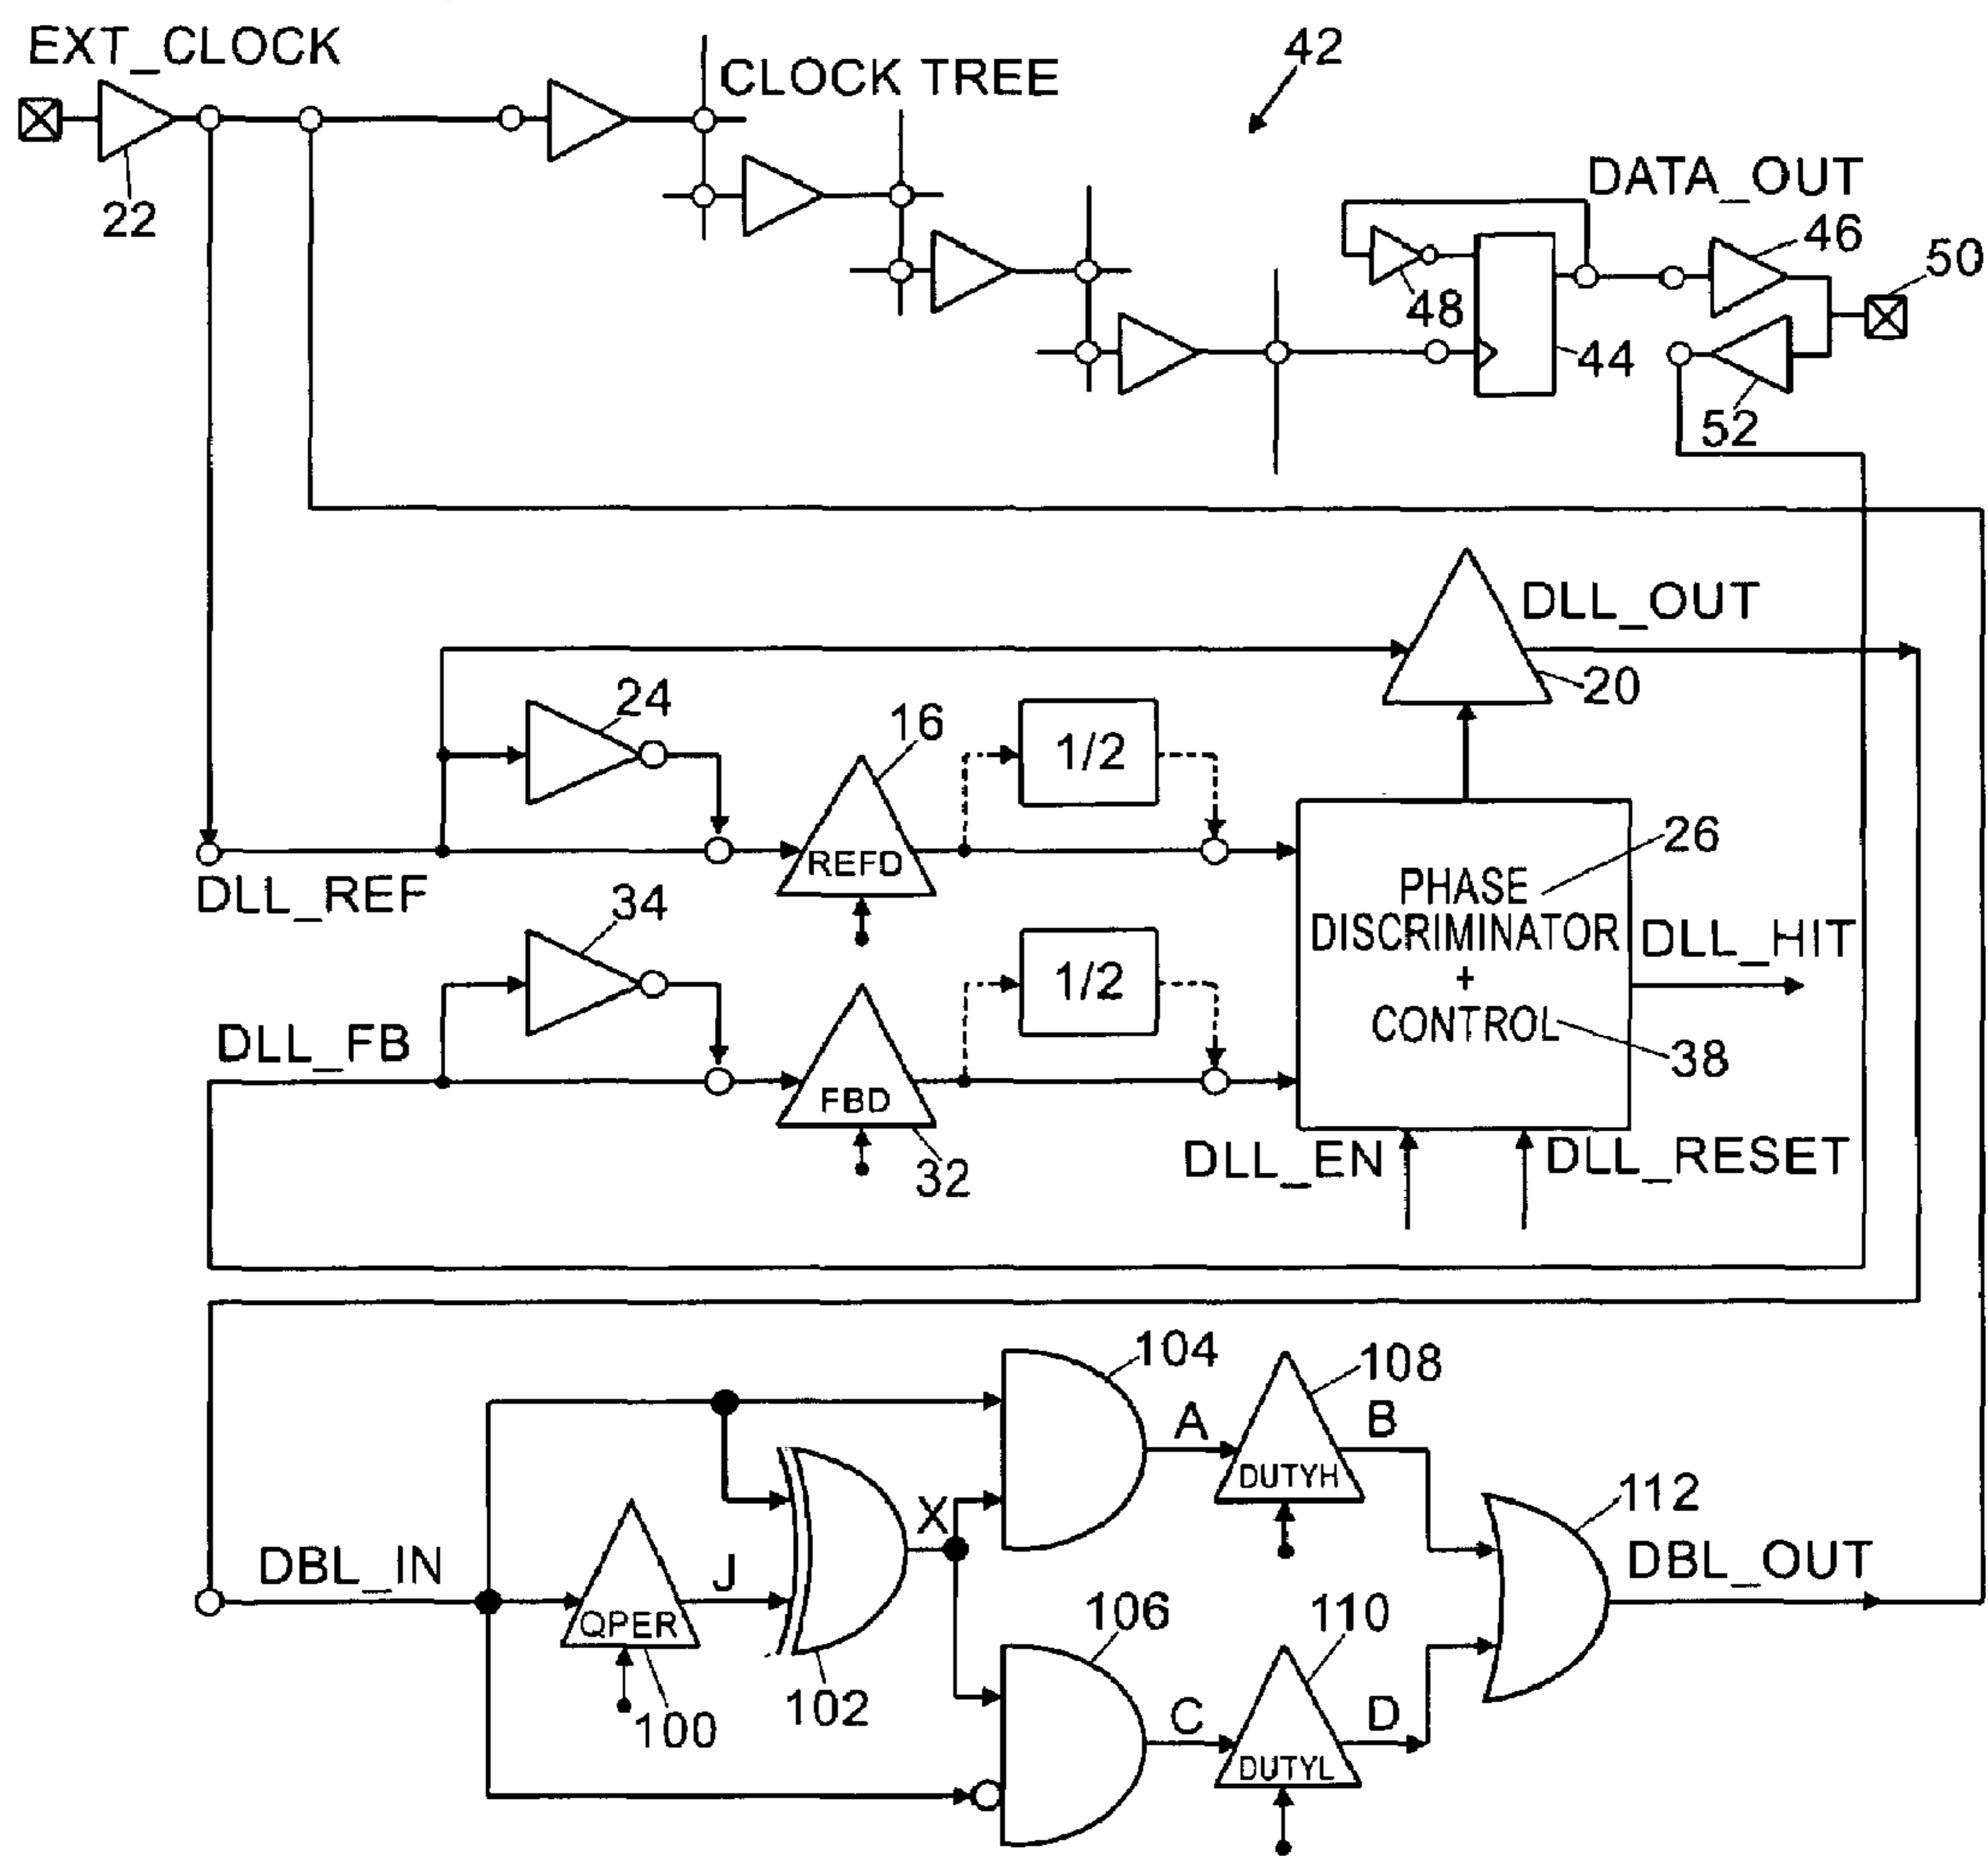 EXT_CLOCK
CLOCK TREE
42
22
DATA_OUT
46
50
48
44
52
DLL_OUT
20
24
16
1/2
REFD
DLL_REF
26
PHASE
DISCRIMINATOR
+
CONTROL
38
DLL_HIT
34
1/2
DLL_FB
FBD
32
DLL_EN
DLL_RESET
104
108
A
B
DUTYH
X
112
DBL_IN
J
QPER
100
102
106
110
DBL_OUT
C
D
DUTYL